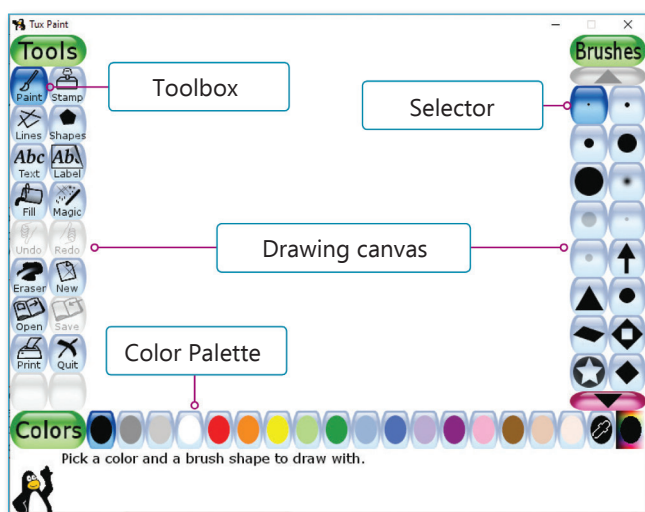 Tux Paint
Tools
Brushes
Toolbox
Selector
Paint Stamp
Lines Shapes
Abc Abc
Text Label
Fill Magic
Drawing canvas
Undo Redo
Eraser New
Open Save
Color Palette
Print Quit
Colors
Pick a color and a brush shape to draw with.